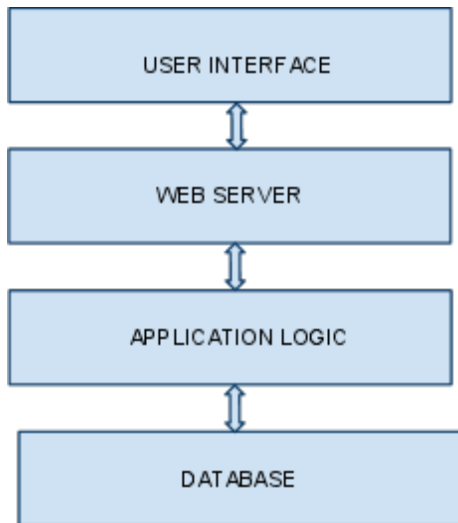 USER INTERFACE
WEB SERVER
APPLICATION LOGIC
DATABASE